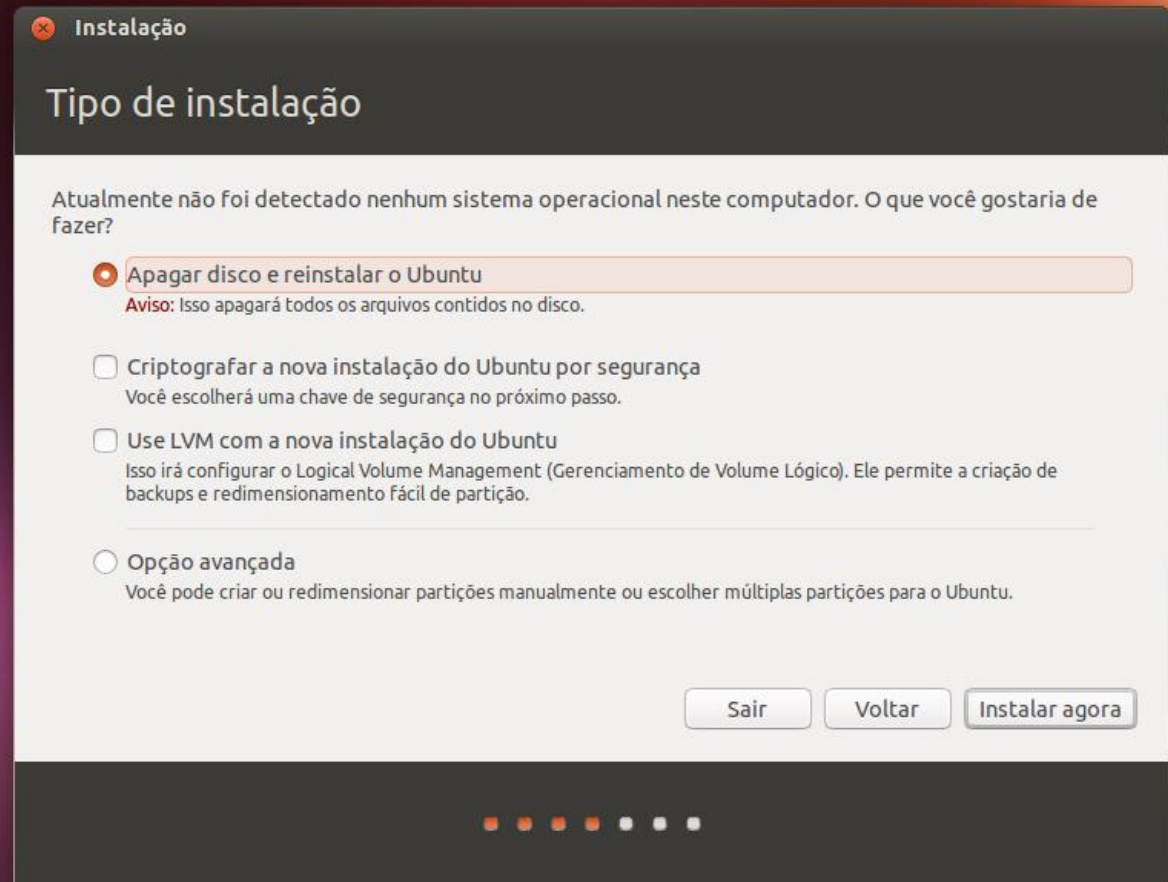 Instalação
Tipo de instalação
Atualmente não foi detectado nenhum sistema operacional neste computador. O que você gostaria de
fazer?
Apagar disco e reinstalar o Ubuntu
Aviso: Isso apagará todos os arquivos contidos no disco.
Criptografar a nova instalação do Ubuntu por segurança
Você escolherá uma chave de segurança no próximo passo.
Use LVM com a nova instalação do Ubuntu
Isso irá configurar o Logical Volume Management (Gerenciamento de Volume Lógico). Ele permite a criação de
backups e redimensionamento fácil de partição.
Opção avançada
Você pode criar ou redimensionar partições manualmente ou escolher múltiplas partições para o Ubuntu.
Sair
Voltar
Instalar agora